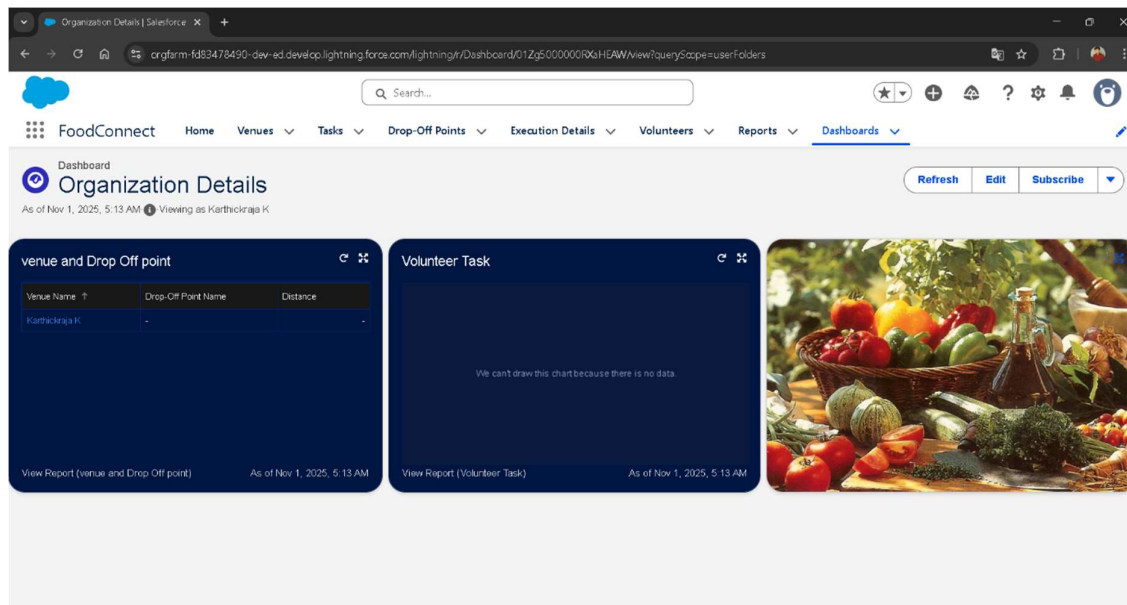 Organization Details | Salesforce
orgfarm-fd83478490-dev-ed.develop.lightning.force.com/lightning/r/Dashboard/01Zg5000000RXaHEAW/view?queryScope=userFolders
Search...
FoodConnect Home Venues Tasks Drop-Off Points Execution Details Volunteers Reports Dashboards
Dashboard
Organization Details
As of Nov 1, 2025, 5:13 AM Viewing as Karthickraja K
Refresh Edit Subscribe
venue and Drop Off point
Venue Name ↑ Drop-Off Point Name Distance
Karthickraja K - -
View Report (venue and Drop Off point) As of Nov 1, 2025, 5:13 AM
Volunteer Task
We can't draw this chart because there is no data.
View Report (Volunteer Task) As of Nov 1, 2025, 5:13 AM